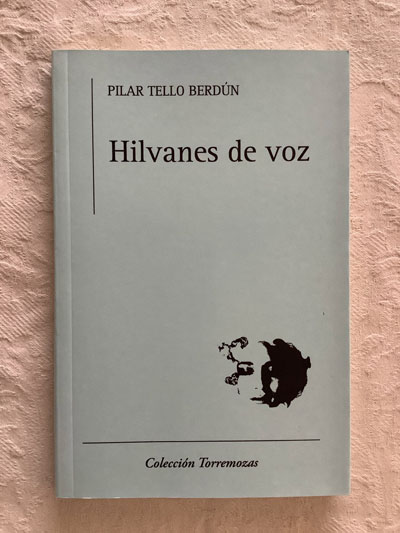 PILAR TELLO BERDÚN
Hilvanes de voz
Colección Torremozas